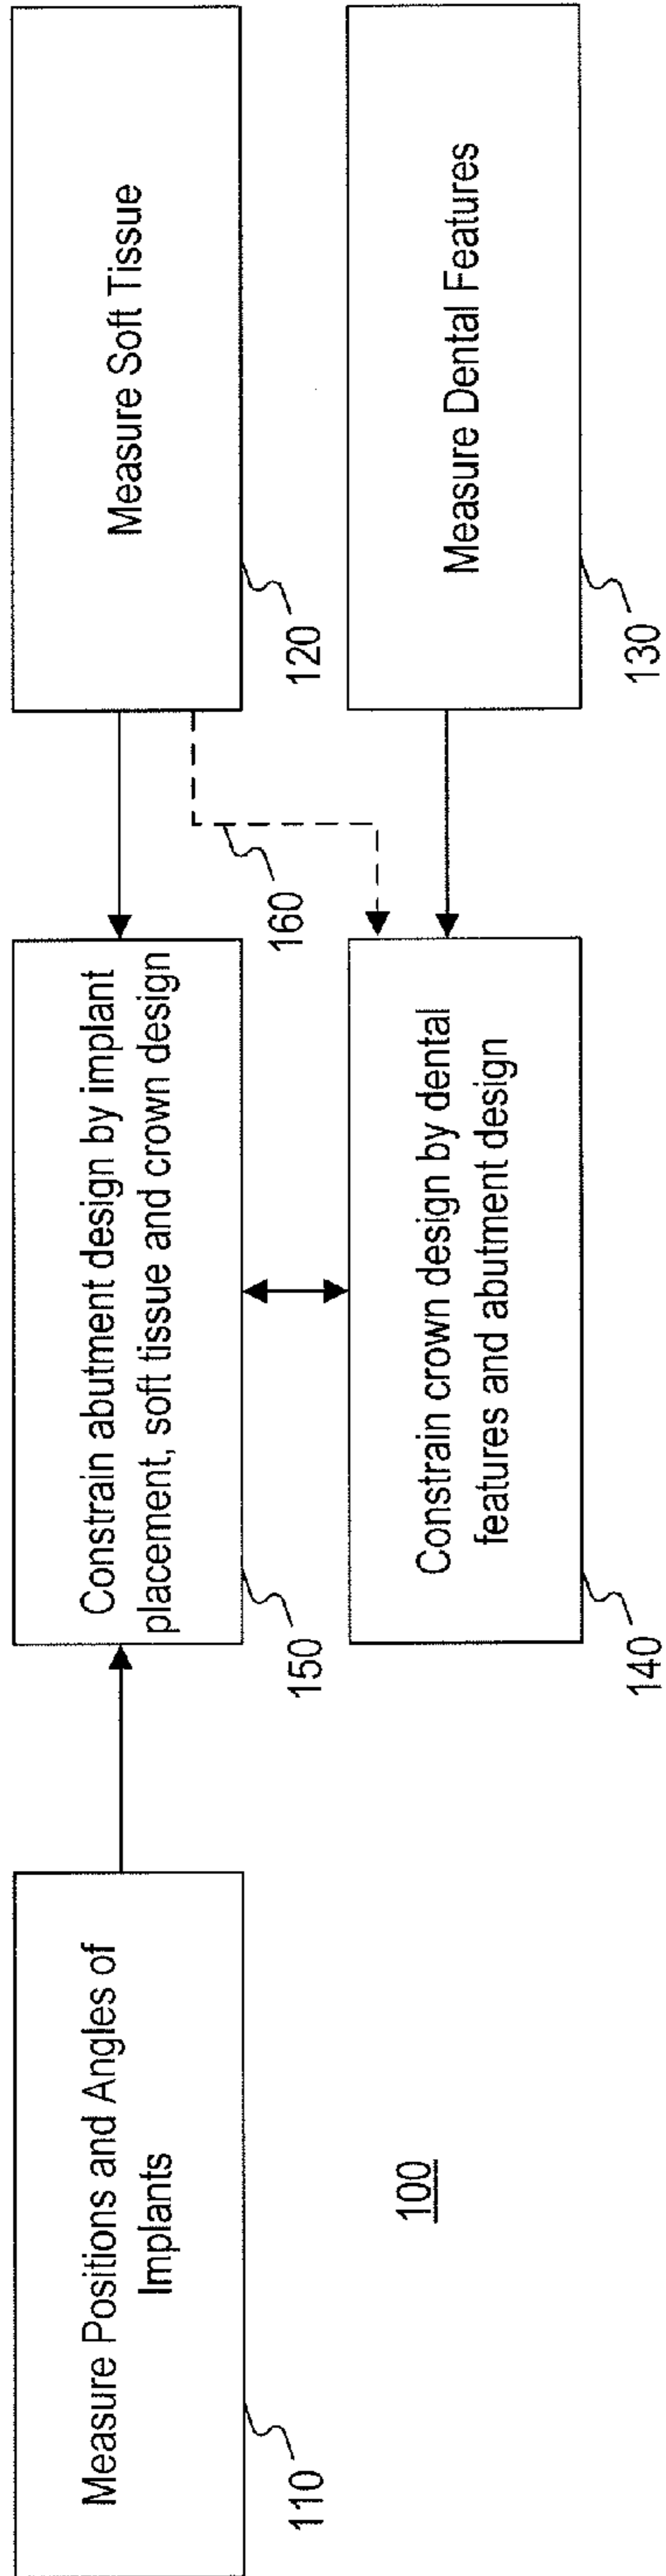 Measure Positions and Angles of
Implants
110
100
Constrain abutment design by implant
placement, soft tissue and crown design
150
Constrain crown design by dental
features and abutment design
140
160
Measure Soft Tissue
120
Measure Dental Features
130